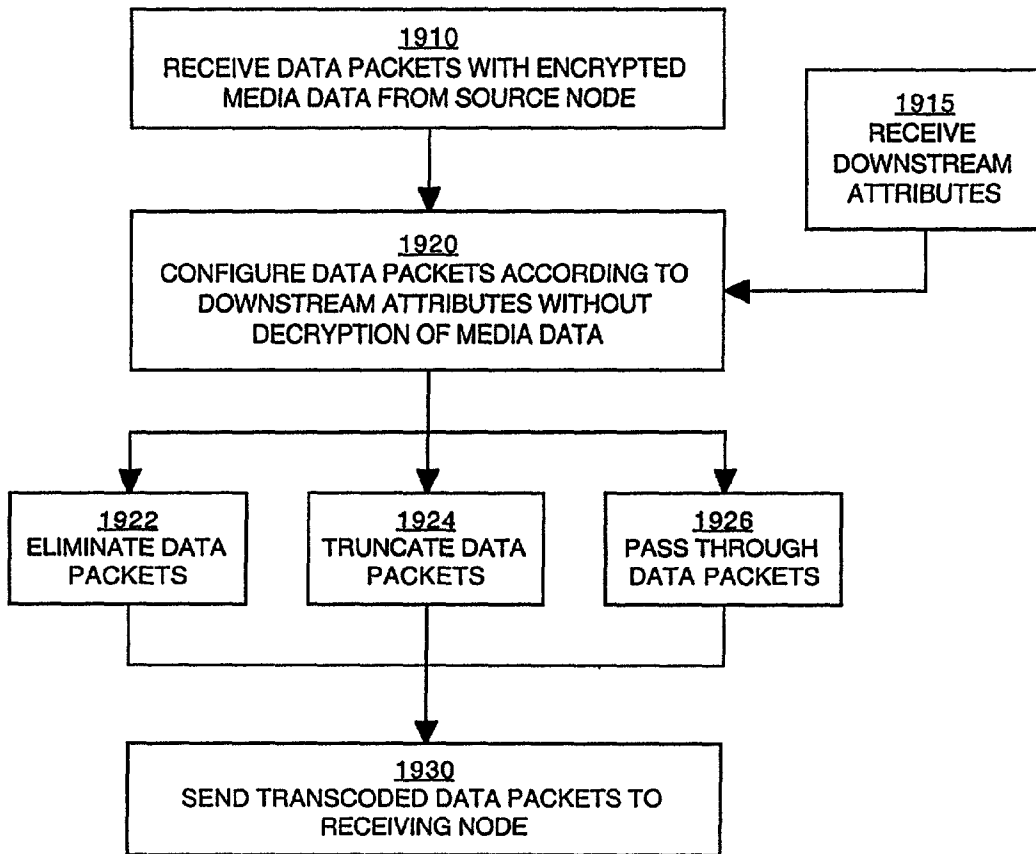 1910
RECEIVE DATA PACKETS WITH ENCRYPTED
MEDIA DATA FROM SOURCE NODE
1915
RECEIVE
DOWNSTREAM
ATTRIBUTES
1920
CONFIGURE DATA PACKETS ACCORDING TO
DOWNSTREAM ATTRIBUTES WITHOUT
DECRYPTION OF MEDIA DATA
1922
ELIMINATE DATA
PACKETS
1924
TRUNCATE DATA
PACKETS
1926
PASS THROUGH
DATA PACKETS
1930
SEND TRANSCODED DATA PACKETS TO
RECEIVING NODE